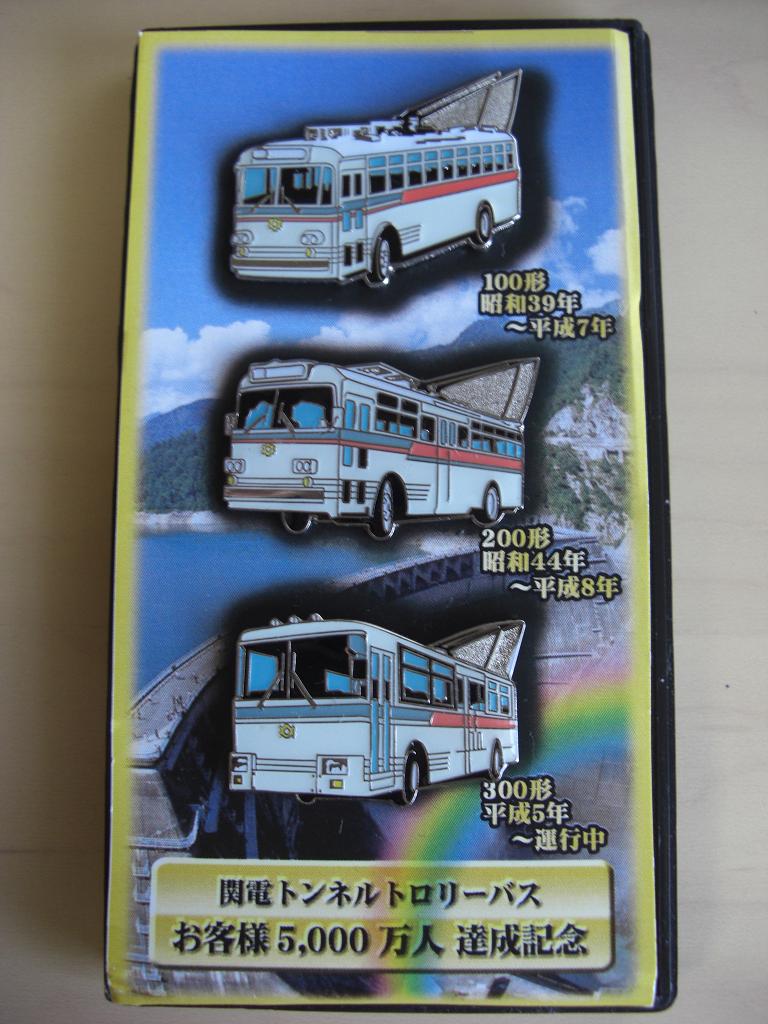 100形
昭和39年
～平成7年
200形
昭和44年
～平成8年
300形
平成5年
～運行中
関電トンネルトロリーバス
お客様 5,000 万人 達成記念